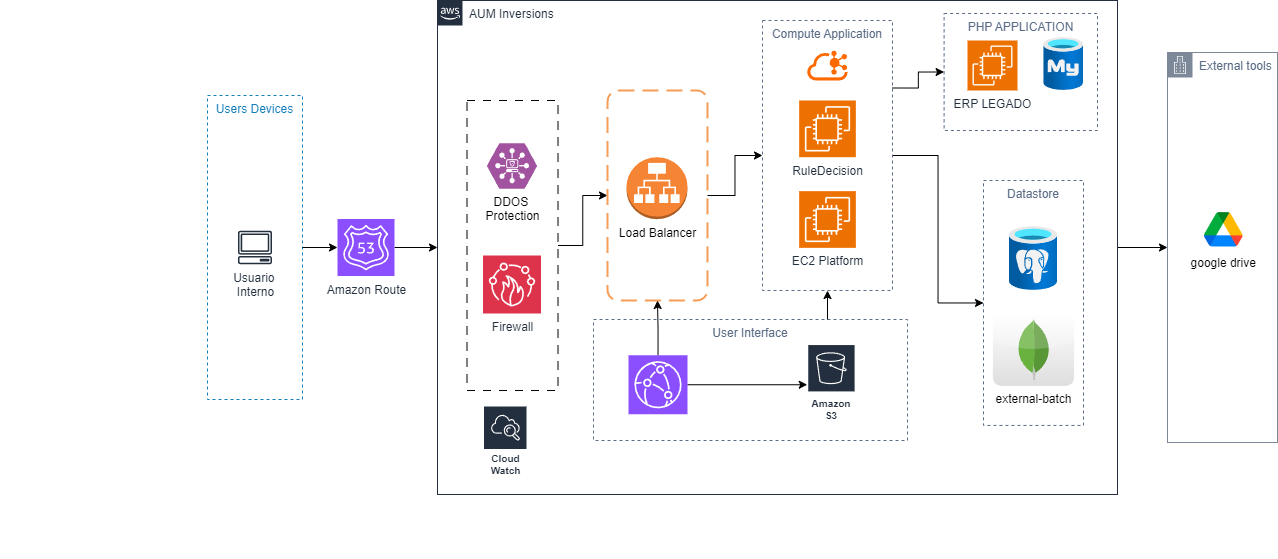 aws
AUM Inversions
Users Devices
Usuario
Interno
53
Amazon Route
DDOS
Protection
Firewall
Cloud
Watch
Load Balancer
Compute Application
RuleDecision
EC2 Platform
User Interface
Amazon
S3
PHP APPLICATION
My
ERP LEGADO
Datastore
external-batch
External tools
google drive